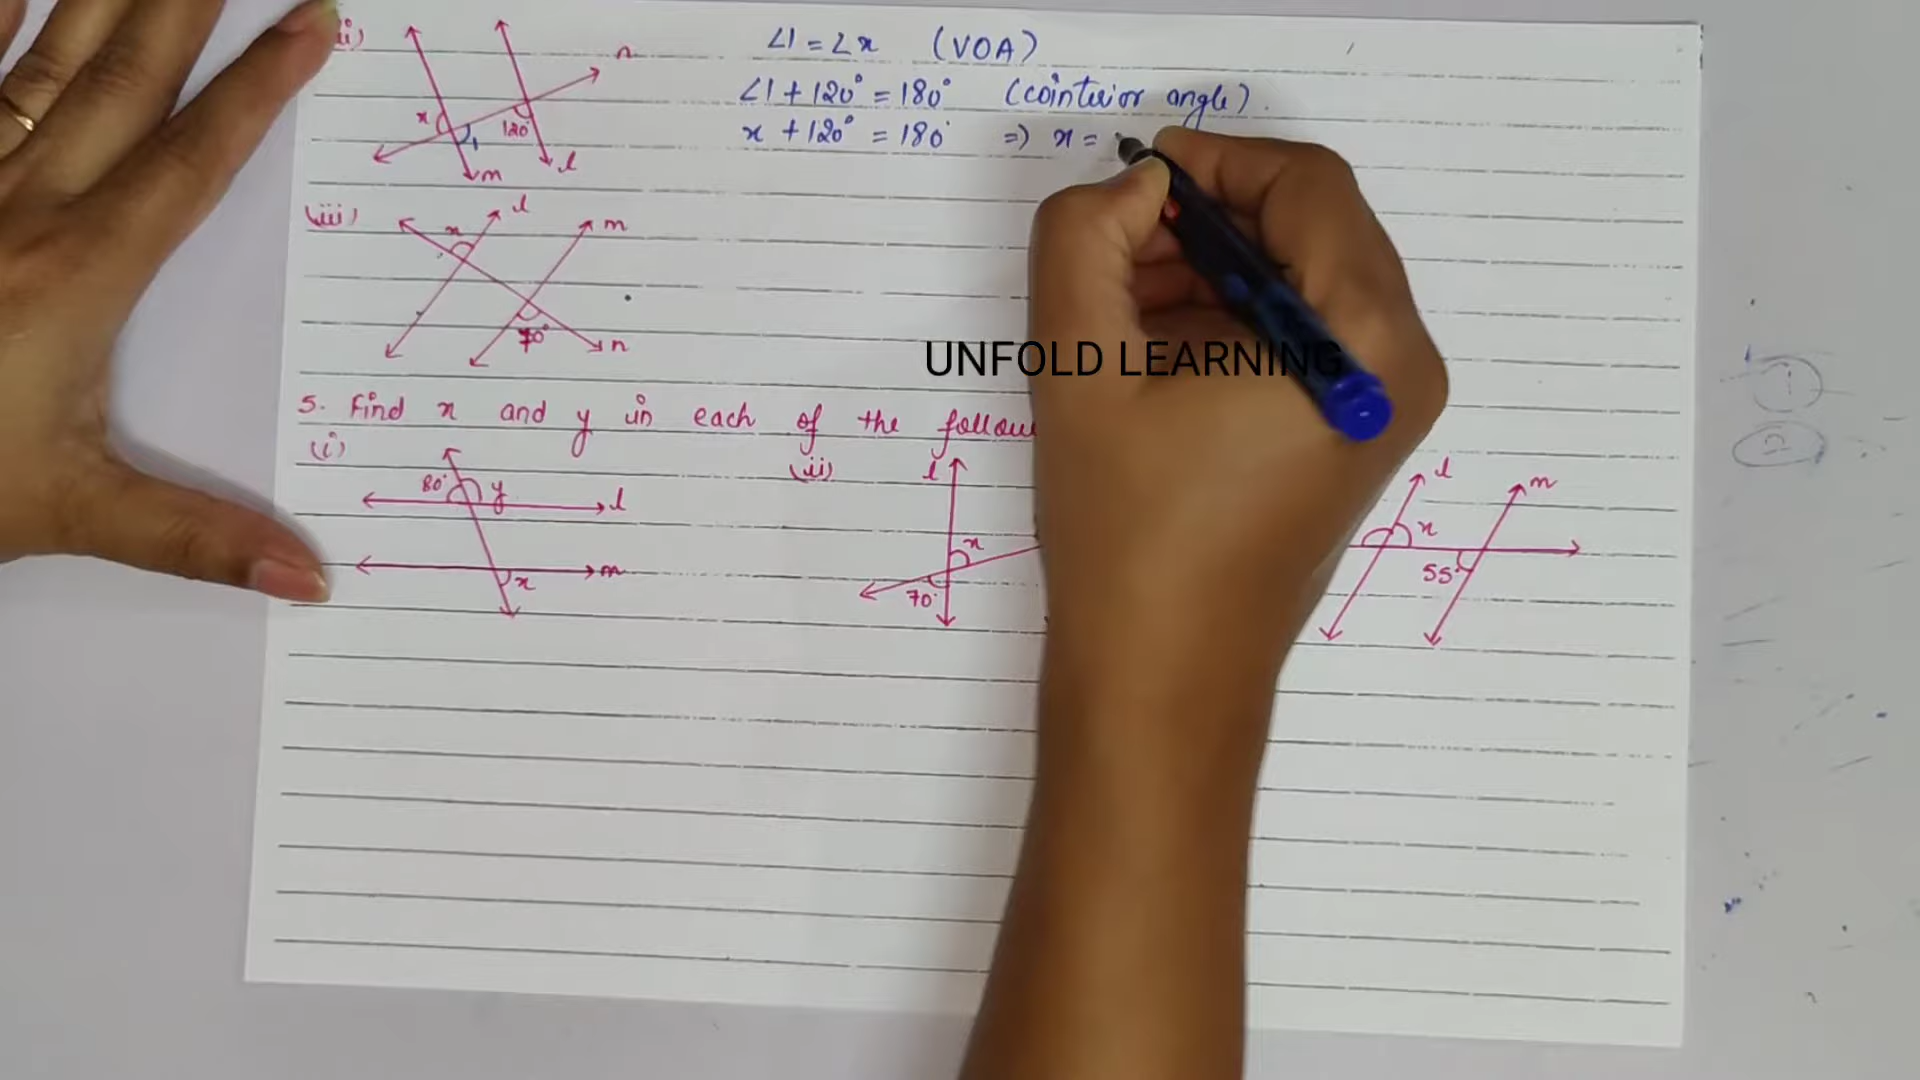 ii)
n
x
1
120°
m
l
∠1 = ∠x (VOA)
∠1 + 120° = 180° (cointerior angle).
x + 120° = 180° ⇒ x =
(iii)
x
l
m
70°
n
UNFOLD LEARNING
5. Find x and y in each of the
(i)
80°
y
l
m
x
(ii)
l
x
70°
l
m
x
55°